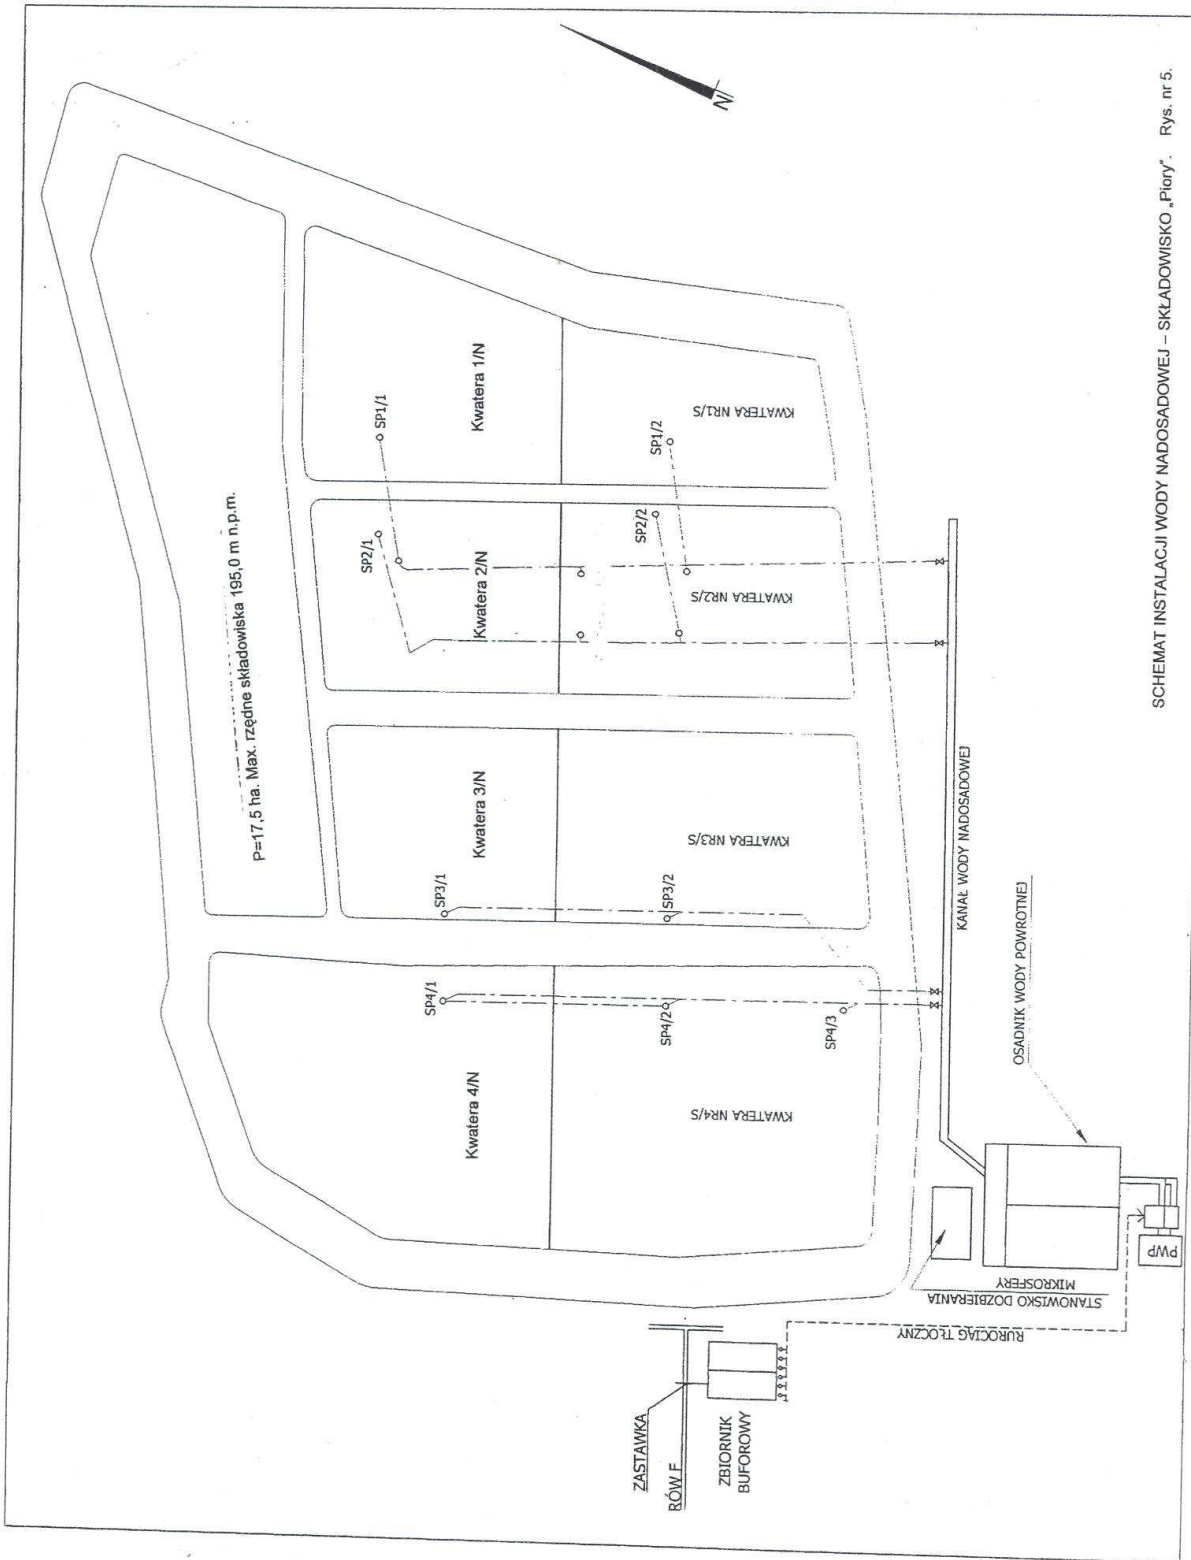 SCHEMAT INSTALACJI WODY NADOSADOWEJ – SKŁADOWISKO „Piory”. Rys. nr 5.
N
P=17,5 ha. Max. rzędne składowiska 195,0 m n.p.m.
Kwatera 4/N
Kwatera 3/N
Kwatera 2/N
Kwatera 1/N
SP4/1
SP3/1
SP2/1
SP1/1
SP4/2
SP3/2
SP2/2
SP1/2
SP4/3
KWATERA NR4/S
KWATERA NR3/S
KWATERA NR2/S
KWATERA NR1/S
ZASTAWKA
RÓW F
ZBIORNIK
BUFOROWY
RUROCIĄG TŁOCZNY
STANOWISKO DOZBIERANIA
MIKROSFERY
KANAŁ WODY NADOSADOWEJ
OSADNIK WODY POWROTNEJ
PWP